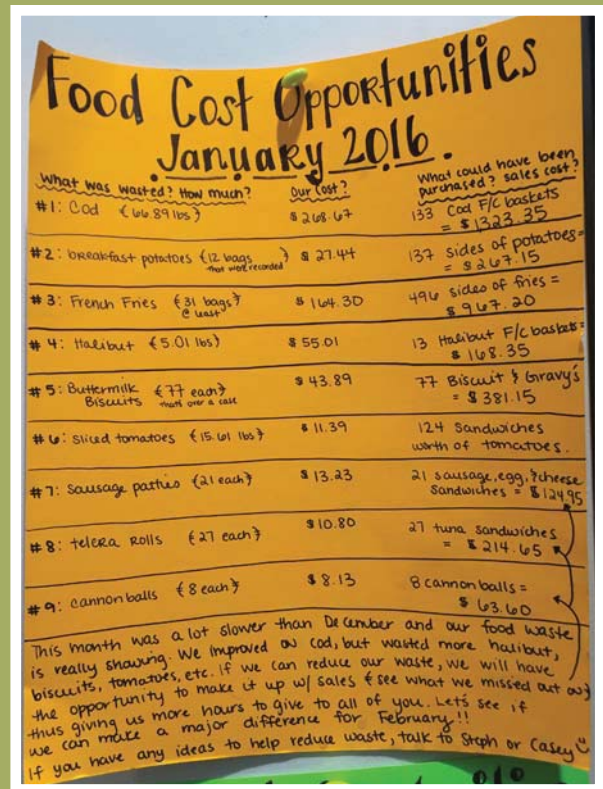 Food Cost Opportunities
January 2016.
What was wasted? How much? Our Cost? What could have been purchased? sales cost?
#1: Cod {66.89 lbs} $268.67 133 Cod F/C baskets
= $1323.35
#2: breakfast potatoes {12 bags that were recorded} $27.44 137 sides of potatoes =
$267.15
#3: French Fries {31 bags} @ least $164.30 496 sides of fries =
$967.20
#4: Halibut {5.01 lbs} $55.01 13 Halibut F/C baskets =
$168.35
#5: Buttermilk Biscuits {77 each} thats over a case $43.89 77 Biscuit & Gravy's
= $381.15
#6: sliced tomatoes {15.61 lbs} $11.39 124 sandwiches
worth of tomatoes.
#7: Sausage patties {21 each} $13.23 21 sausage, egg, & cheese
sandwiches = $124.95
#8: telera Rolls {27 each} $10.80 27 tuna sandwiches
= $214.65
#9: cannonballs {8 each} $8.13 8 cannonballs =
$63.60
This month was a lot slower than December and our food waste
is really showing. We improved on cod, but wasted more halibut,
biscuits, tomatoes, etc. If we can reduce our waste, we will have
the opportunity to make it up w/ sales {see what we missed out on}
thus giving us more hours to give to all of you. Let's see if
we can make a major difference for February!!
If you have any ideas to help reduce waste, talk to Steph or Casey